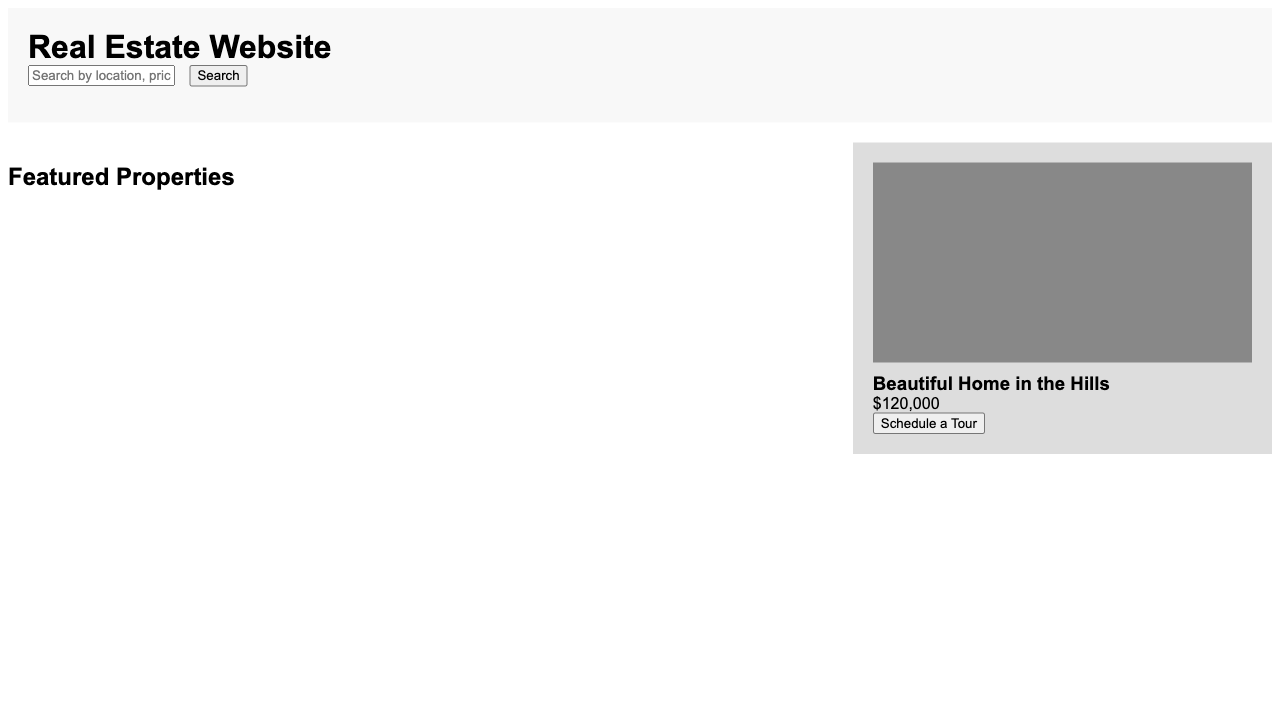 Real Estate Website
Search by location, pric
Search
Featured Properties
Beautiful Home in the Hills
$120,000
Schedule a Tour